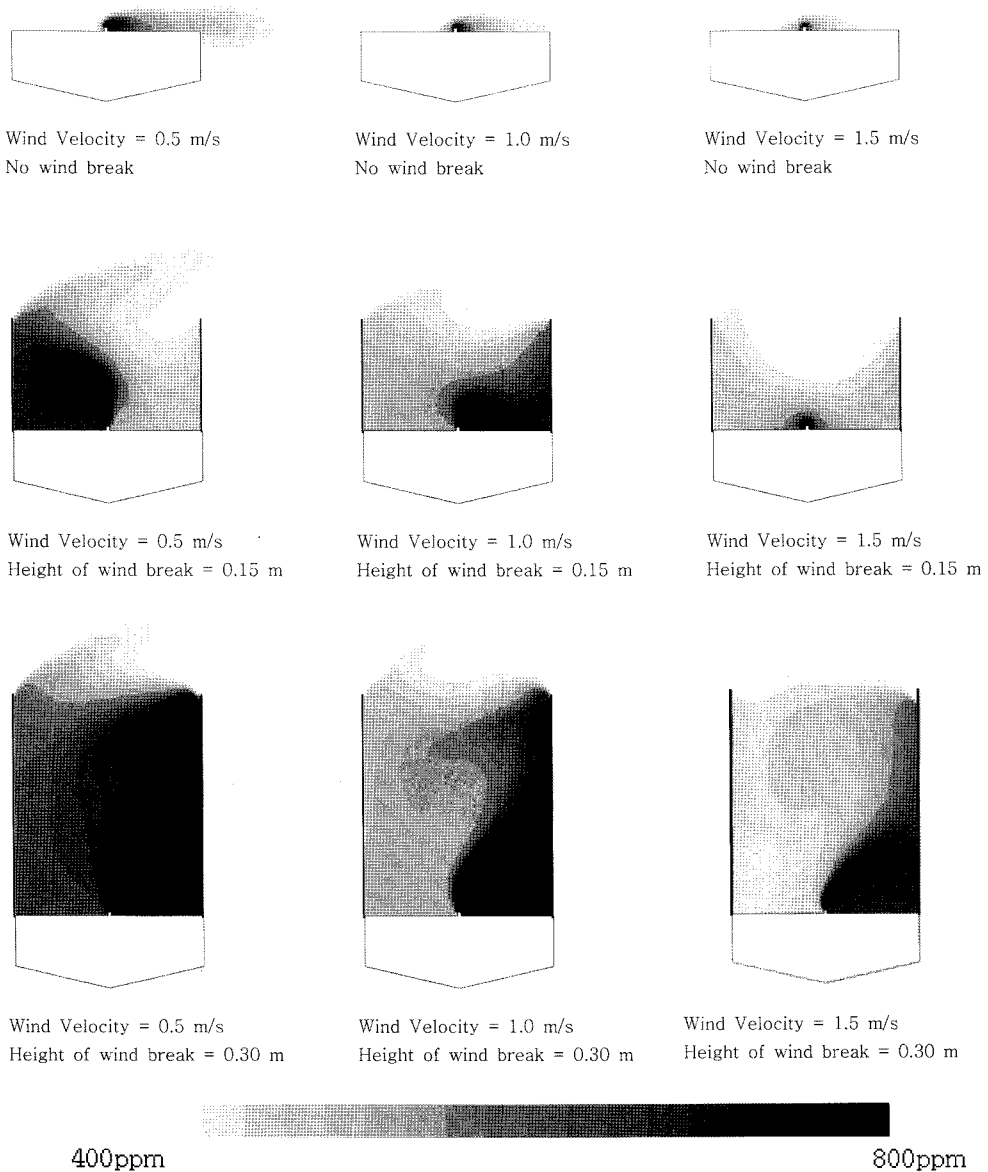 Wind Velocity = 0.5 m/s
No wind break
Wind Velocity = 1.0 m/s
No wind break
Wind Velocity = 1.5 m/s
No wind break
Wind Velocity = 0.5 m/s
Height of wind break = 0.15 m
Wind Velocity = 1.0 m/s
Height of wind break = 0.15 m
Wind Velocity = 1.5 m/s
Height of wind break = 0.15 m
Wind Velocity = 0.5 m/s
Height of wind break = 0.30 m
Wind Velocity = 1.0 m/s
Height of wind break = 0.30 m
Wind Velocity = 1.5 m/s
Height of wind break = 0.30 m
400ppm
800ppm